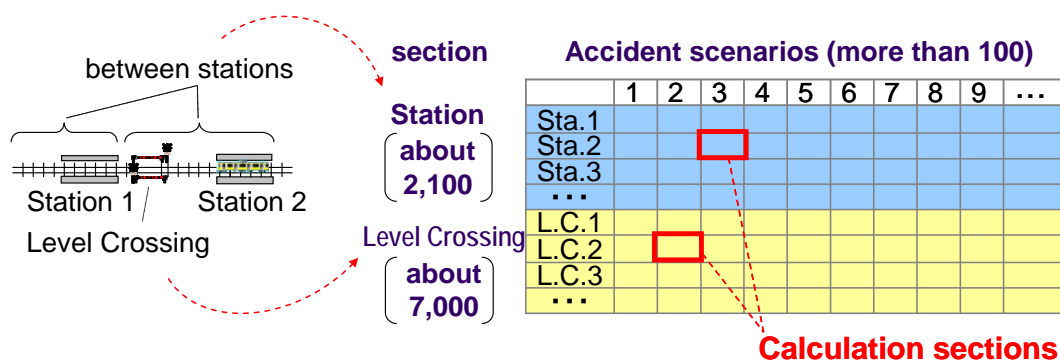 between stations
Station 1
Station 2
Level Crossing
section
Station
about
2,100
Level Crossing
about
7,000
Accident scenarios (more than 100)
1 2 3 4 5 6 7 8 9 ...
Sta.1
Sta.2
Sta.3
...
L.C.1
L.C.2
L.C.3
...
Calculation sections